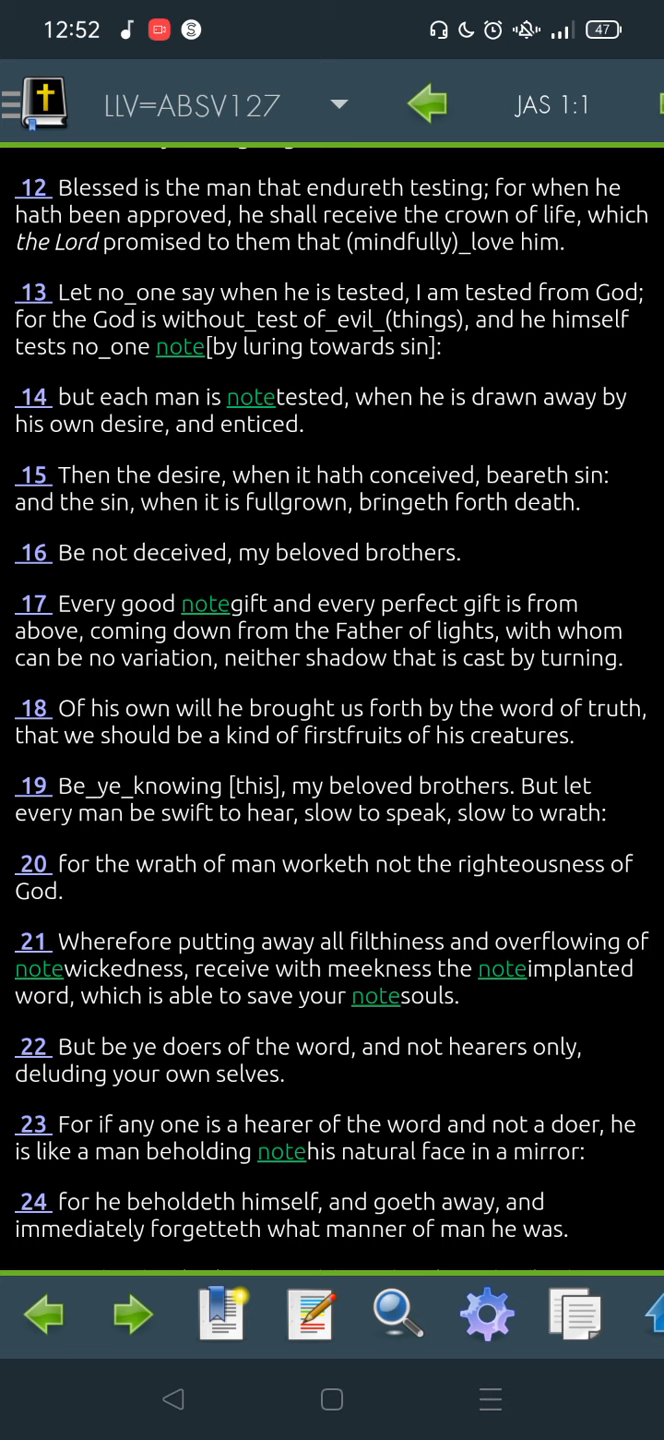 12:52
47
LLV=ABSV127
JAS 1:1
12 Blessed is the man that endureth testing; for when he
hath been approved, he shall receive the crown of life, which
the Lord promised to them that (mindfully)_love him.
13 Let no_one say when he is tested, I am tested from God;
for the God is without_test of_evil_(things), and he himself
tests no_one note[by luring towards sin]:
14 but each man is notetested, when he is drawn away by
his own desire, and enticed.
15 Then the desire, when it hath conceived, beareth sin:
and the sin, when it is fullgrown, bringeth forth death.
16 Be not deceived, my beloved brothers.
17 Every good notegift and every perfect gift is from
above, coming down from the Father of lights, with whom
can be no variation, neither shadow that is cast by turning.
18 Of his own will he brought us forth by the word of truth,
that we should be a kind of firstfruits of his creatures.
19 Be_ye_knowing [this], my beloved brothers. But let
every man be swift to hear, slow to speak, slow to wrath:
20 for the wrath of man worketh not the righteousness of
God.
21 Wherefore putting away all filthiness and overflowing of
notewickedness, receive with meekness the noteimplanted
word, which is able to save your notesouls.
22 But be ye doers of the word, and not hearers only,
deluding your own selves.
23 For if any one is a hearer of the word and not a doer, he
is like a man beholding notehis natural face in a mirror:
24 for he beholdeth himself, and goeth away, and
immediately forgetteth what manner of man he was.